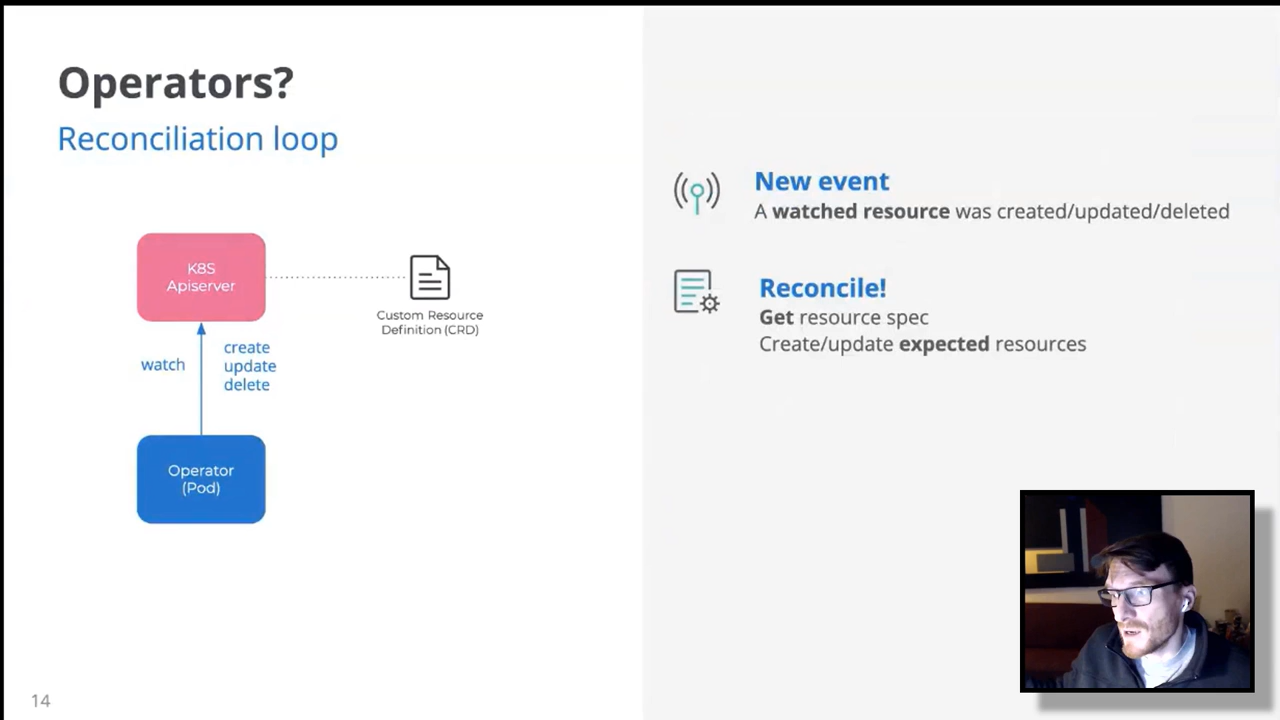 Operators?
Reconciliation loop
K8S
Apiserver
Custom Resource
Definition (CRD)
watch
create
update
delete
Operator
(Pod)
New event
A watched resource was created/updated/deleted
Reconcile!
Get resource spec
Create/update expected resources
14